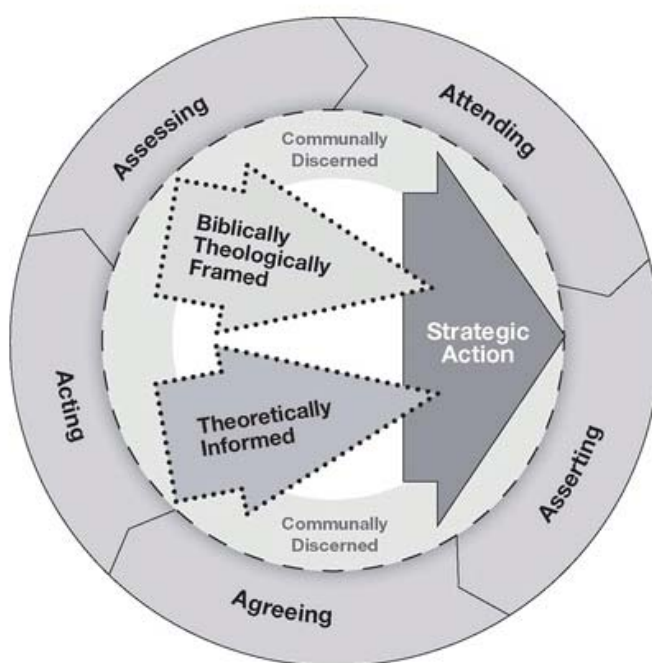 Assessing
Attending
Communally
Discerned
Biblically
Theologically
Framed
Strategic
Action
Acting
Theoretically
Informed
Asserting
Communally
Discerned
Agreeing